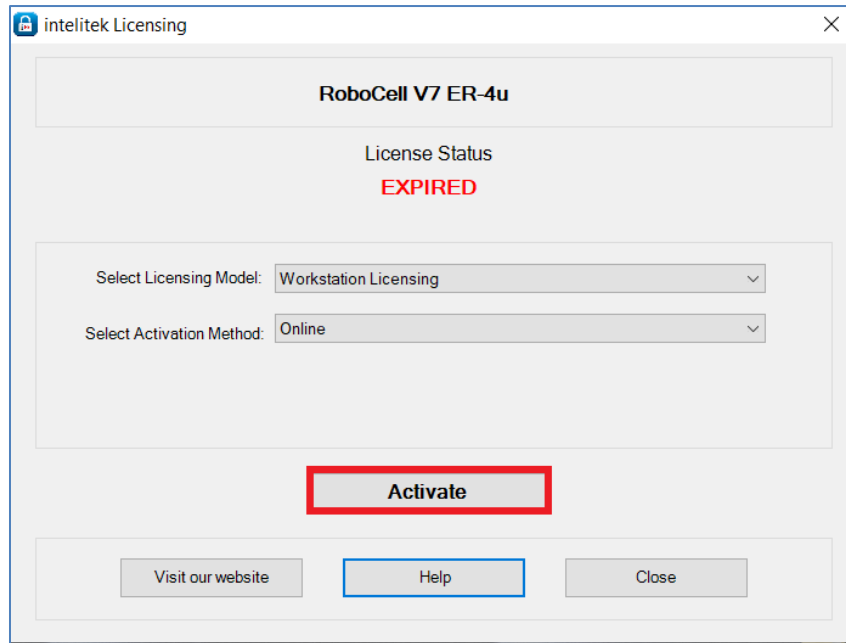 intelitek Licensing
RoboCell V7 ER-4u
License Status
EXPIRED
Select Licensing Model: Workstation Licensing
Select Activation Method: Online
Activate
Visit our website Help Close